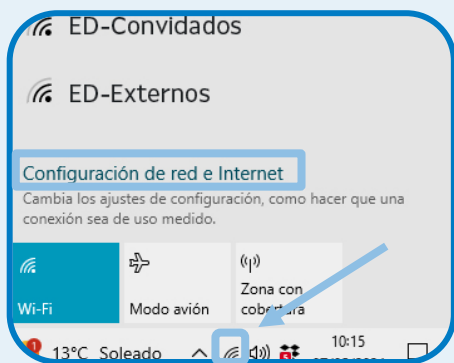 ED-Convidados
ED-Externos
Configuración de red e Internet
Cambia los ajustes de configuración, como hacer que una
conexión sea de uso medido.
Wi-Fi
Modo avión
Zona con
cobertura
13°C Soleado
10:15